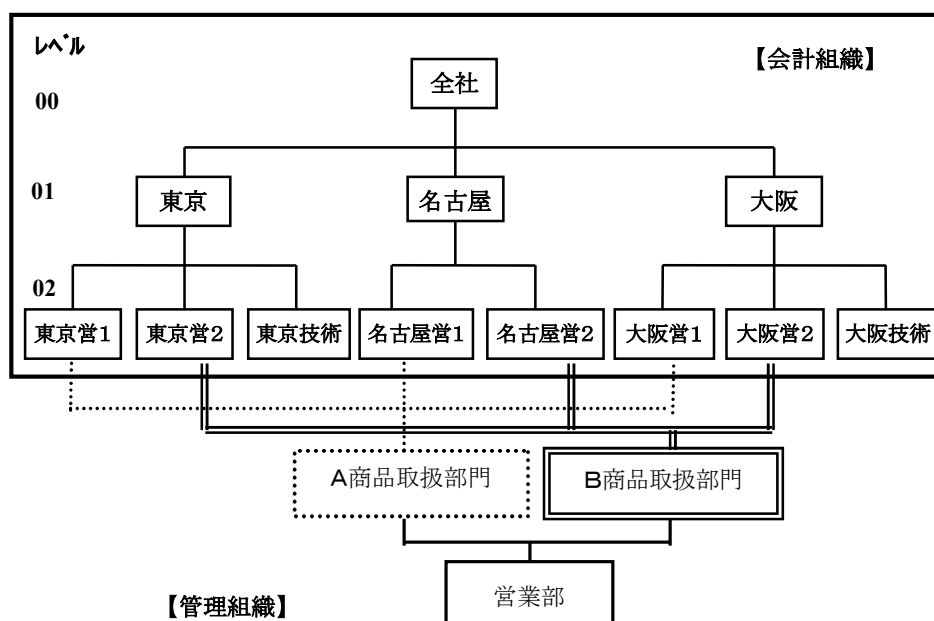 レベル
【会計組織】
全社
00
01
東京
名古屋
大阪
02
東京営1
東京営2
東京技術
名古屋営1
名古屋営2
大阪営1
大阪営2
大阪技術
A商品取扱部門
B商品取扱部門
営業部
【管理組織】